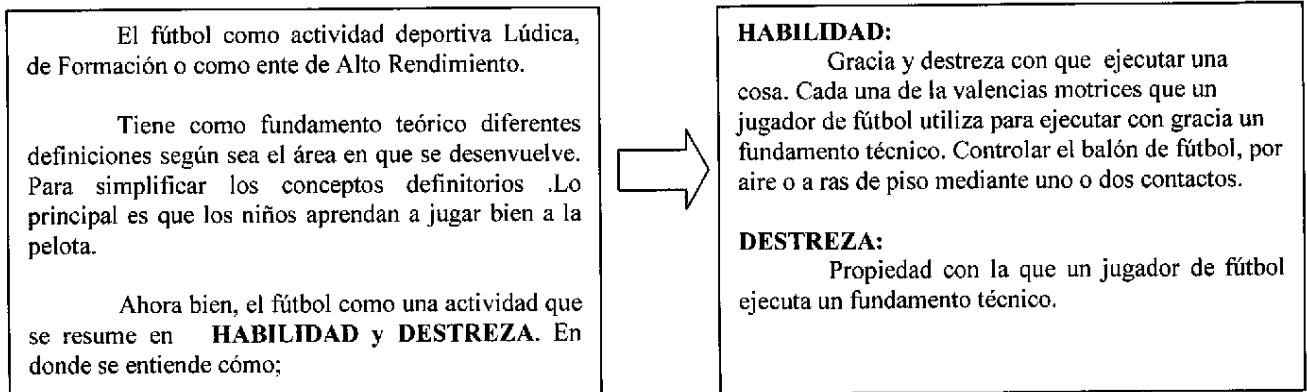 El fútbol como actividad deportiva Lúdica,
de Formación o como ente de Alto Rendimiento.
Tiene como fundamento teórico diferentes
definiciones según sea el área en que se desenvuelve.
Para simplificar los conceptos definitorios .Lo
principal es que los niños aprendan a jugar bien a la
pelota.
Ahora bien, el fútbol como una actividad que
se resume en HABILIDAD y DESTREZA. En
donde se entiende cómo;
HABILIDAD:
Gracia y destreza con que ejecutar una
cosa. Cada una de la valencias motrices que un
jugador de fútbol utiliza para ejecutar con gracia un
fundamento técnico. Controlar el balón de fútbol, por
aire o a ras de piso mediante uno o dos contactos.
DESTREZA:
Propiedad con la que un jugador de fútbol
ejecuta un fundamento técnico.